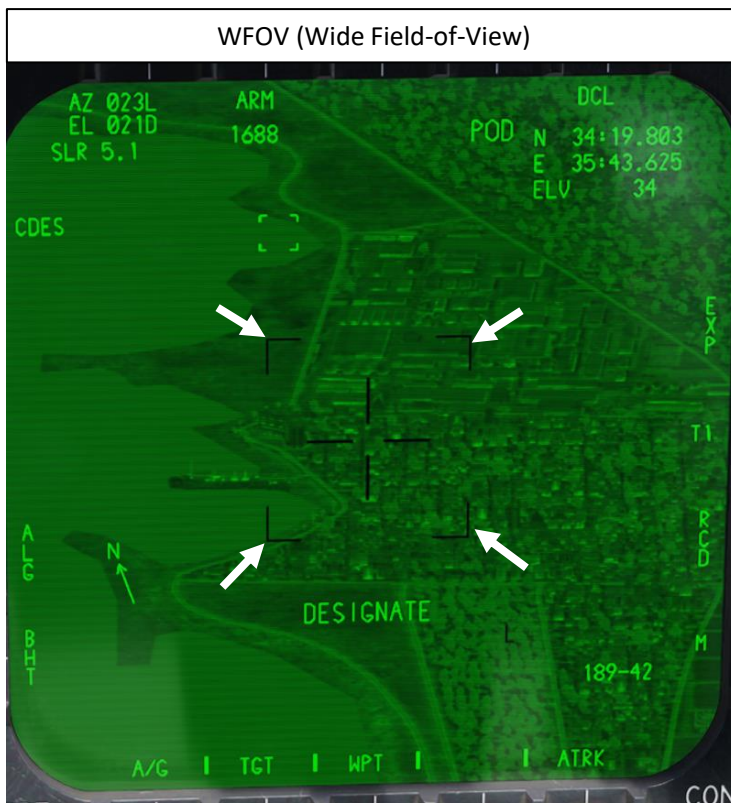 WFOV (Wide Field-of-View)
AZ 023L
EL 021D
SLR 5.1
ARM
1688
DCL
POD
N 34:19.803
E 35:43.625
ELV 34
CDES
EXP
T1
RCD
ALG
N
DESIGNATE
BHT
L
M
189-42
A/G
TGT
WPT
ATRK
CON